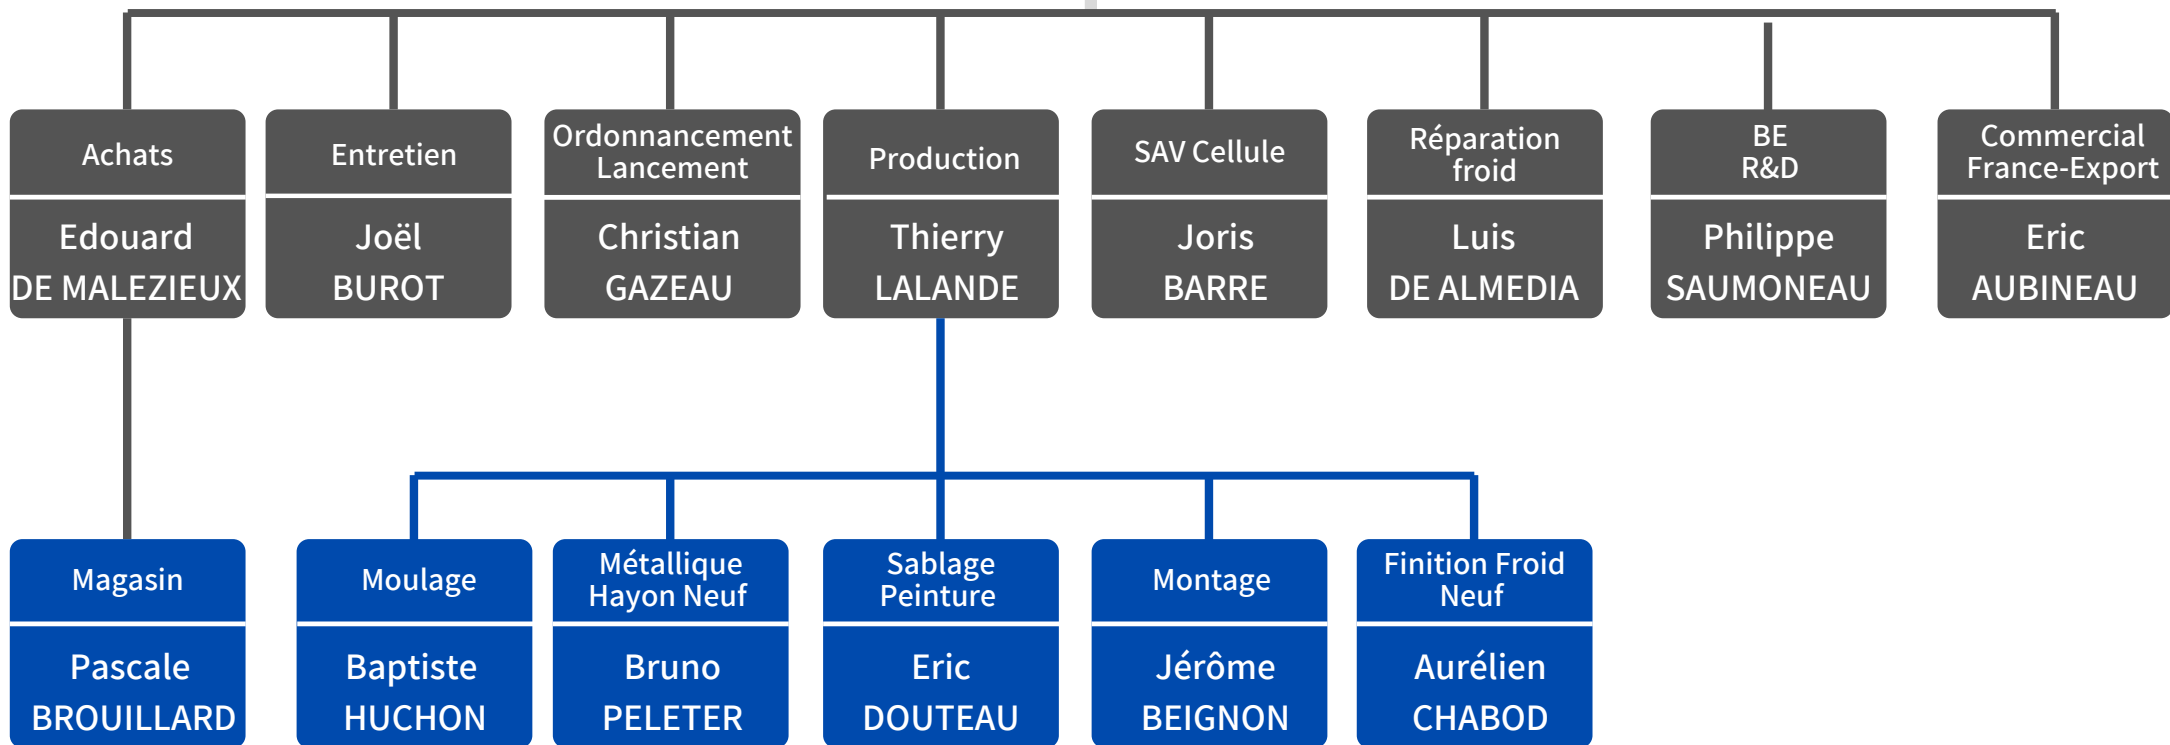 Achats
Edouard
DE MALEZIEUX
Entretien
Joël
BUROT
Ordonnancement
Lancement
Christian
GAZEAU
Production
Thierry
LALANDE
SAV Cellule
Joris
BARRE
Réparation
froid
Luis
DE ALMEDIA
BE
R&D
Philippe
SAUMONEAU
Commercial
France-Export
Eric
AUBINEAU
Magasin
Pascale
BROUILLARD
Moulage
Baptiste
HUCHON
Métallique
Hayon Neuf
Bruno
PELETER
Sablage
Peinture
Eric
DOUTEAU
Montage
Jérôme
BEIGNON
Finition Froid
Neuf
Aurélien
CHABOD